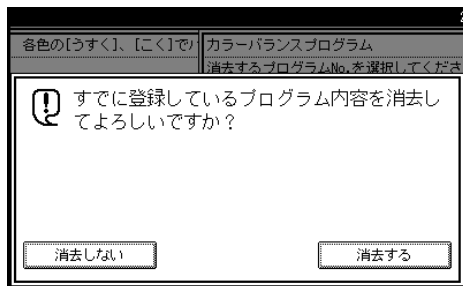 各色の[うすく]、[こく]で
カラーバランスプログラム
消去するプログラムNo.を選択してくださ
すでに登録しているプログラム内容を消去し
てよろしいですか？
消去しない
消去する